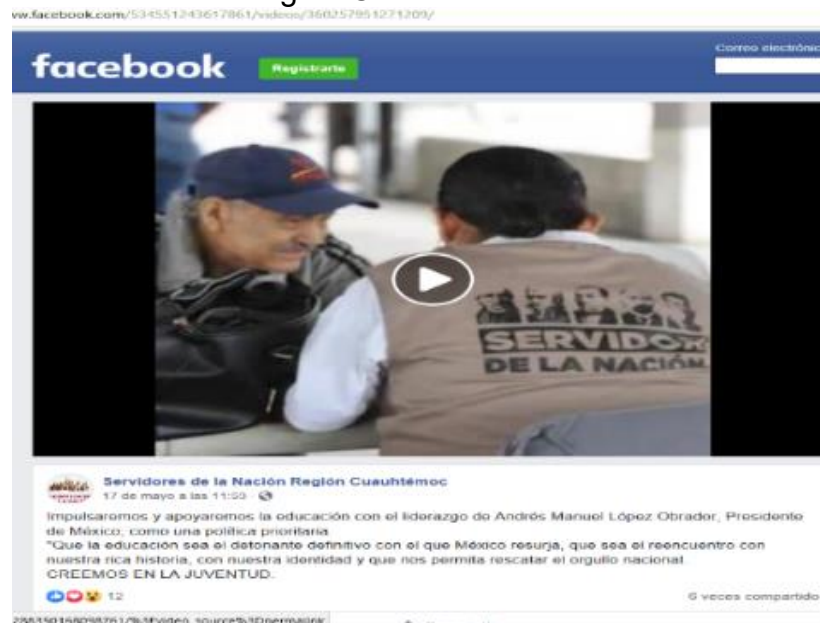 ww.facebook.com/534551243617861/videos/360257951271209/
facebook
Registrarte
Correo electrónic
SERVIDOR
DE LA NACIÓN
Servidores de la Nación Región Cuauhtémoc
17 de mayo a las 11:53
Impulsaremos y apoyaremos la educación con el liderazgo de Andrés Manuel López Obrador, Presidente
de México; como una política prioritaria
"Que la educación sea el detonante definitivo con el que México resurja, que sea el reencuentro con
nuestra rica historia, con nuestra identidad y que nos permita rescatar el orgullo nacional
CREEMOS EN LA JUVENTUD.
12
6 veces compartido